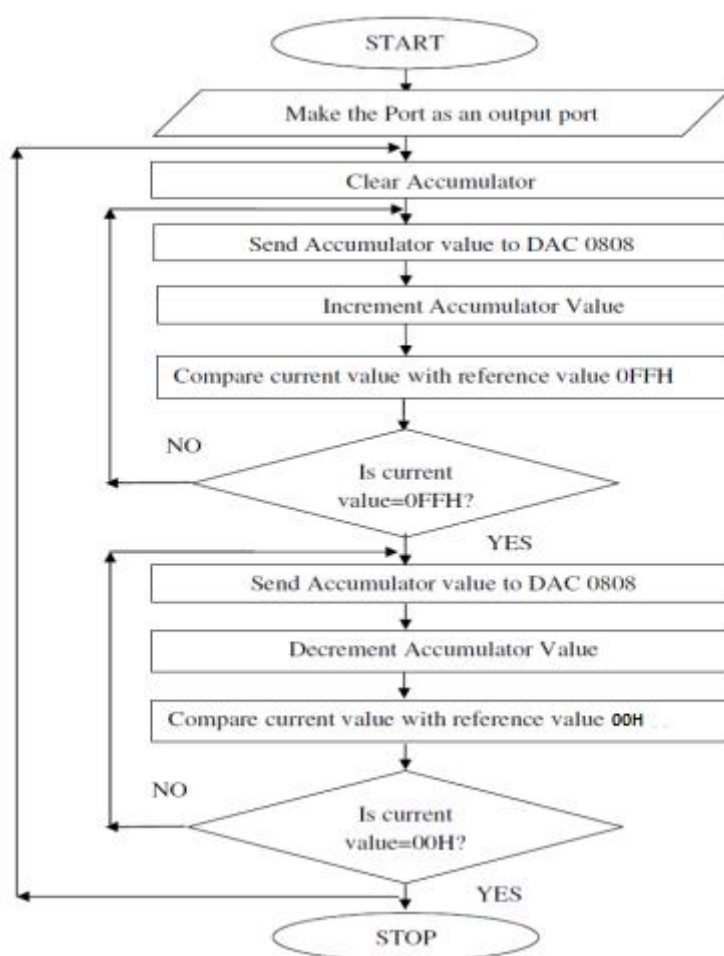 START
Make the Port as an output port
Clear Accumulator
Send Accumulator value to DAC 0808
Increment Accumulator Value
Compare current value with reference value 0FFH
NO
Is current
value=0FFH?
YES
Send Accumulator value to DAC 0808
Decrement Accumulator Value
Compare current value with reference value 00H
NO
Is current
value=00H?
YES
STOP